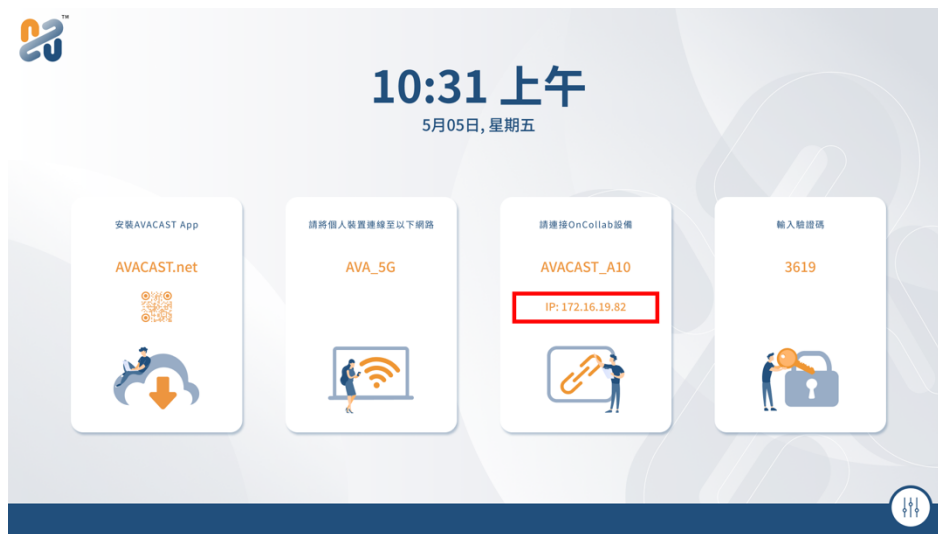 TM
10:31 上午
5月05日, 星期五
安裝AVACAST App
AVACAST.net
請將個人裝置連線至以下網路
AVA_5G
請連接OnCollab設備
AVACAST_A10
IP: 172.16.19.82
輸入驗證碼
3619